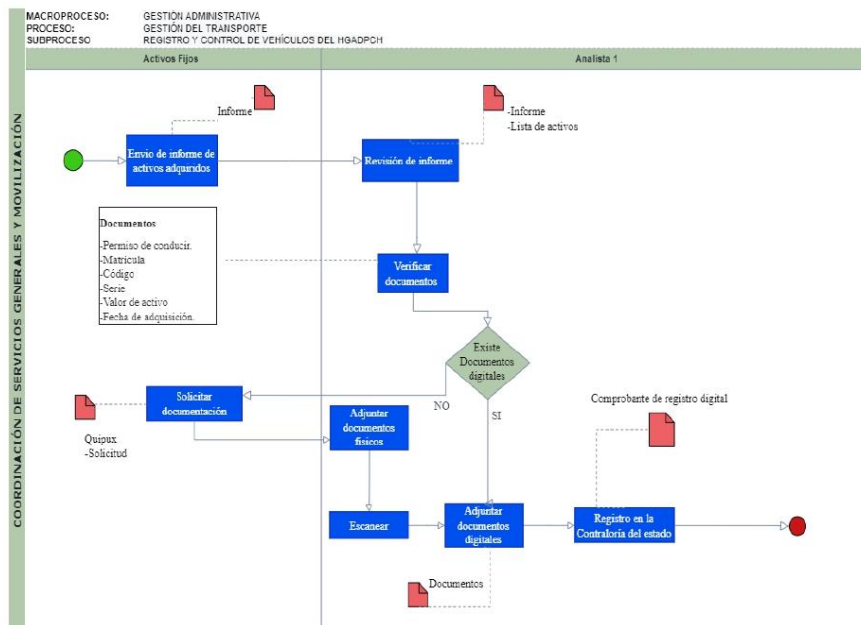 MACROPROCESO: GESTIÓN ADMINISTRATIVA
PROCESO: GESTIÓN DEL TRANSPORTE
SUBPROCESO REGISTRO Y CONTROL DE VEHÍCULOS DEL HGADPCH
COORDINACIÓN DE SERVICIOS GENERALES Y MOVILIZACIÓN
Activos Fijos
Analista 1
Informe
-Informe
-Lista de activos
Envio de informe de
activos adquiridos
Revisión de informe
Documentos
-Permiso de conducir.
-Matrícula
-Código
-Serie
-Valor de activo
-Fecha de adquisición.
Verificar
documentos
Existe
Documentos
digitales
NO
SI
Solicitar
documentación
Quipux
-Solicitud
Adjuntar
documentos
físicos
Comprobante de registro digital
Escanear
Adjuntar
documentos
digitales
Registro en la
Contraloría del estado
Documentos